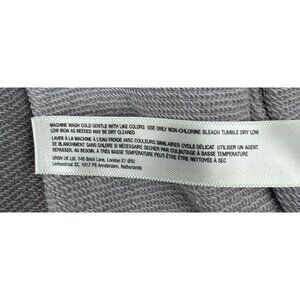 MACHINE WASH COLD GENTLE WITH LIKE COLORS USE ONLY NON-CHLORINE BLEACH TUMBLE DRY LOW
LOW IRON AS NEEDED MAY BE DRY CLEANED
LAVER À LA MACHINE À L'EAU FROIDE AVEC COULEURS SIMILAIRES CYCLE DÉLICAT UTILISER UN AGENT
DE BLANCHIMENT SANS CHLORE SI NÉCESSAIRE SÉCHER PAR CULBUTAGE À BASSE TEMPÉRATURE
REPASSER, AU BESOIN, À TRÈS BASSE TEMPÉRATURE PEUT-ÊTRE ÊTRE NETTOYÉE À SEC
URBN UK Ltd. 146 Brick Lane, London E1 6RU
2C, 1017 PB Amsterdam, Netherlands